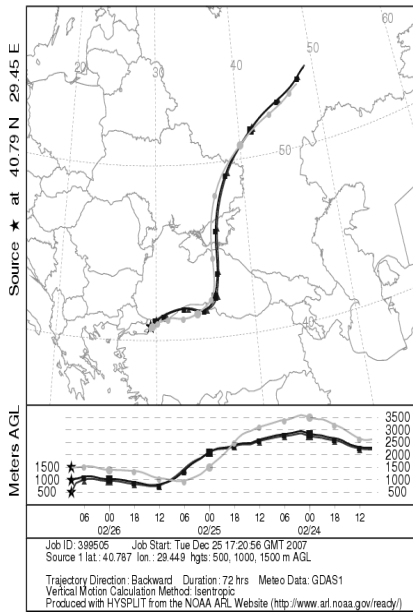 60
50
40
30
20
50
50
40
Source ★ at 40.79 N 29.45 E
Meters AGL
1500
1000
500
3500
3000
2500
2000
1500
1000
500
06 00 18 12 06 00 18 12 06 00 18 12
02/26 02/25 02/24
Job ID: 399505 Job Start: Tue Dec 25 17:20:56 GMT 2007
Source 1 lat.: 40.787 lon.: 29.449 hgts: 500, 1000, 1500 m AGL
Trajectory Direction: Backward Duration: 72 hrs Meteo Data: GDAS1
Vertical Motion Calculation Method: Isentropic
Produced with HYSPLIT from the NOAA ARL Website (http://www.arl.noaa.gov/ready/)